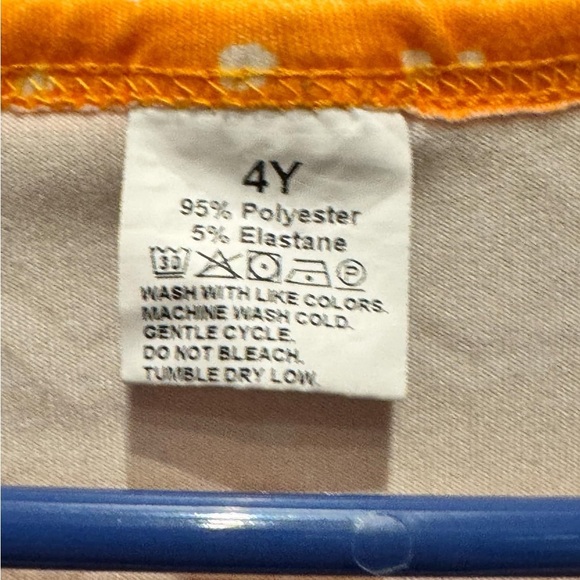 4Y
95% Polyester
5% Elastane
30 P
WASH WITH LIKE COLORS.
MACHINE WASH COLD.
GENTLE CYCLE.
DO NOT BLEACH.
TUMBLE DRY LOW.